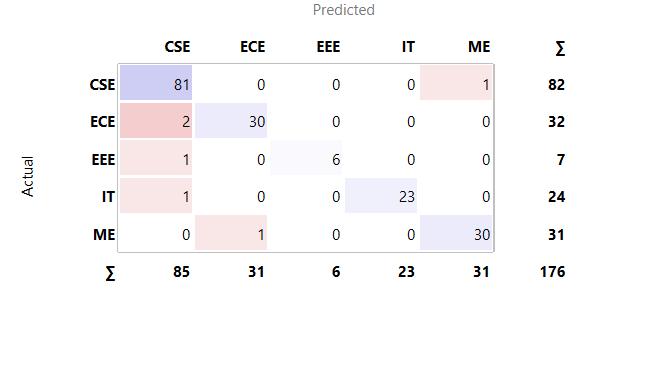 Predicted
CSE ECE EEE IT ME ∑
CSE 81 0 0 0 1 82
ECE 2 30 0 0 0 32
EEE 1 0 6 0 0 7
Actual
IT 1 0 0 23 0 24
ME 0 1 0 0 30 31
∑ 85 31 6 23 31 176